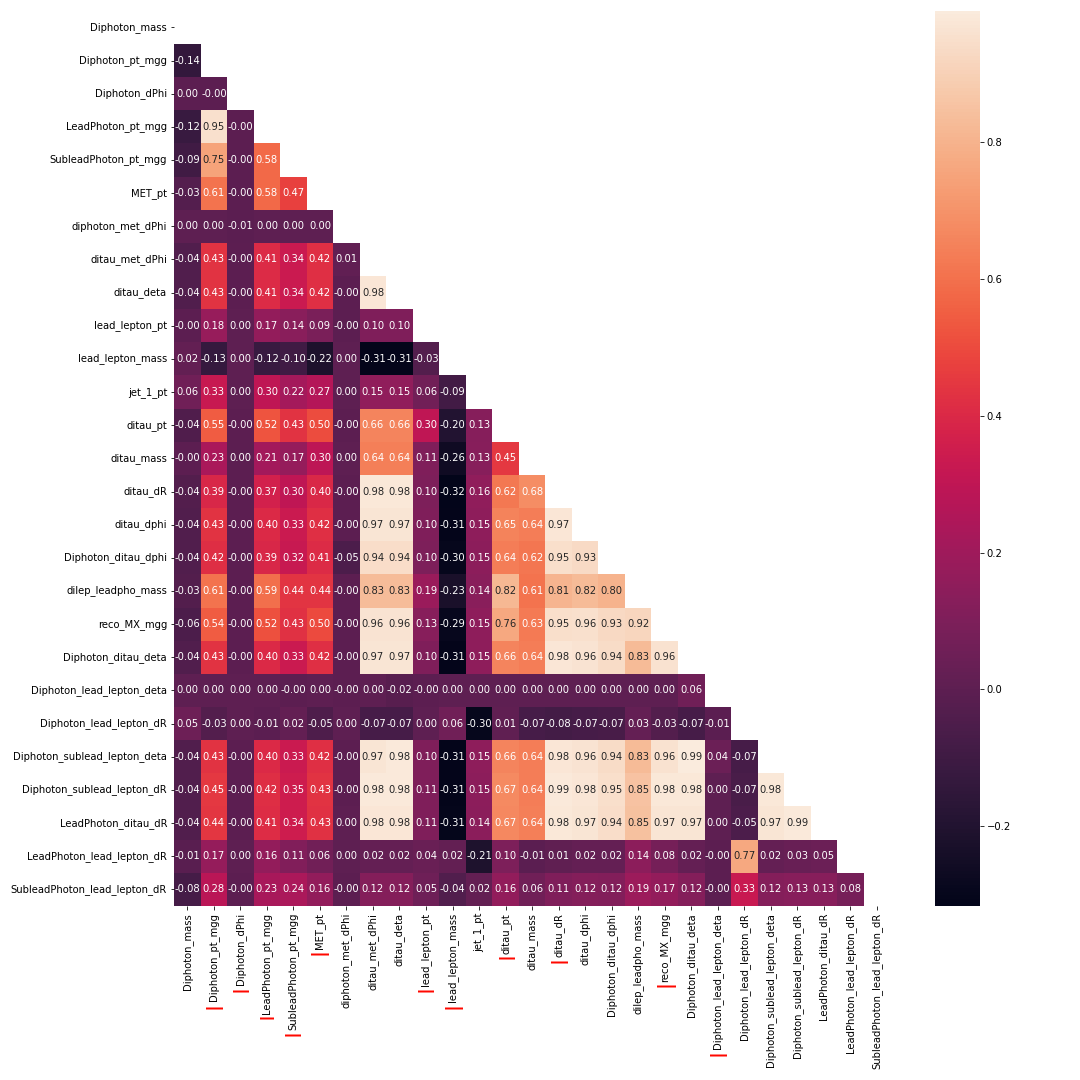 Diphoton_mass
Diphoton_pt_mgg -0.14
Diphoton_dPhi 0.00 -0.00
LeadPhoton_pt_mgg -0.12 0.95 -0.00
0.8
SubleadPhoton_pt_mgg -0.09 0.75 -0.00 0.58
MET_pt -0.03 0.61 -0.00 0.58 0.47
diphoton_met_dPhi 0.00 0.00 -0.01 0.00 0.00 0.00
ditau_met_dPhi -0.04 0.43 -0.00 0.41 0.34 0.42 0.01
0.6
ditau_deta -0.04 0.43 -0.00 0.41 0.34 0.42 -0.00 0.98
lead_lepton_pt -0.00 0.18 0.00 0.17 0.14 0.09 -0.00 0.10 0.10
lead_lepton_mass 0.02 -0.13 0.00 -0.12 -0.10 -0.22 0.00 -0.31 -0.31 -0.03
jet_1_pt 0.06 0.33 0.00 0.30 0.22 0.27 0.00 0.15 0.15 0.06 -0.09
0.4
ditau_pt -0.04 0.55 -0.00 0.52 0.43 0.50 -0.00 0.66 0.66 0.30 -0.20 0.13
ditau_mass -0.00 0.23 0.00 0.21 0.17 0.30 -0.00 0.64 0.64 0.11 -0.26 0.13 0.45
ditau_dR -0.04 0.39 -0.00 0.37 0.30 0.40 -0.00 0.98 0.98 0.10 -0.32 0.16 0.62 0.68
ditau_dphi -0.04 0.43 -0.00 0.40 0.33 0.42 -0.00 0.97 0.97 0.10 -0.31 0.15 0.65 0.64 0.97
0.2
Diphoton_ditau_dphi -0.04 0.42 -0.00 0.39 0.32 0.41 -0.05 0.94 0.94 0.10 -0.30 0.15 0.64 0.62 0.95 0.93
dilep_leadpho_mass -0.03 0.61 -0.00 0.59 0.44 0.44 -0.00 0.83 0.83 0.19 -0.23 0.14 0.82 0.61 0.81 0.82 0.80
reco_MX_mgg -0.06 0.54 -0.00 0.52 0.43 0.50 -0.00 0.96 0.96 0.13 -0.29 0.15 0.76 0.63 0.95 0.96 0.93 0.92
Diphoton_ditau_deta -0.04 0.43 -0.00 0.40 0.33 0.42 -0.00 0.97 0.97 0.10 -0.31 0.15 0.66 0.64 0.98 0.96 0.94 0.83 0.96
0.0
Diphoton_lead_lepton_deta 0.00 0.00 0.00 0.00 -0.00 0.00 -0.00 0.00 -0.02 -0.00 0.00 0.00 0.00 0.00 0.00 0.00 0.00 0.00 0.00 0.06
Diphoton_lead_lepton_dR 0.05 -0.03 0.00 -0.01 0.02 -0.05 0.00 -0.07 -0.07 0.00 0.06 -0.30 0.01 -0.07 -0.08 -0.07 -0.07 0.03 -0.03 -0.07 -0.01
Diphoton_sublead_lepton_deta -0.04 0.43 -0.00 0.40 0.33 0.42 -0.00 0.97 0.98 0.10 -0.31 0.15 0.66 0.64 0.98 0.96 0.94 0.83 0.96 0.99 0.04 -0.07
Diphoton_sublead_lepton_dR -0.04 0.45 -0.00 0.42 0.35 0.43 -0.00 0.98 0.98 0.11 -0.31 0.15 0.67 0.64 0.99 0.98 0.95 0.85 0.98 0.98 0.00 -0.07 0.98
LeadPhoton_ditau_dR -0.04 0.44 -0.00 0.41 0.34 0.43 0.00 0.98 0.98 0.11 -0.31 0.14 0.67 0.64 0.98 0.97 0.94 0.85 0.97 0.97 0.00 -0.05 0.97 0.99
−0.2
LeadPhoton_lead_lepton_dR -0.01 0.17 0.00 0.16 0.11 0.06 0.00 0.02 0.02 0.04 0.02 -0.21 0.10 -0.01 0.01 0.02 0.02 0.14 0.08 0.02 -0.00 0.77 0.02 0.03 0.05
SubleadPhoton_lead_lepton_dR -0.08 0.28 -0.00 0.23 0.24 0.16 -0.00 0.12 0.12 0.05 -0.04 0.02 0.16 0.06 0.11 0.12 0.12 0.19 0.17 0.12 -0.00 0.33 0.12 0.13 0.13 0.08
Diphoton_mass
Diphoton_pt_mgg
Diphoton_dPhi
LeadPhoton_pt_mgg
SubleadPhoton_pt_mgg
MET_pt
diphoton_met_dPhi
ditau_met_dPhi
ditau_deta
lead_lepton_pt
lead_lepton_mass
jet_1_pt
ditau_pt
ditau_mass
ditau_dR
ditau_dphi
Diphoton_ditau_dphi
dilep_leadpho_mass
reco_MX_mgg
Diphoton_ditau_deta
Diphoton_lead_lepton_deta
Diphoton_lead_lepton_dR
Diphoton_sublead_lepton_deta
Diphoton_sublead_lepton_dR
LeadPhoton_ditau_dR
LeadPhoton_lead_lepton_dR
SubleadPhoton_lead_lepton_dR